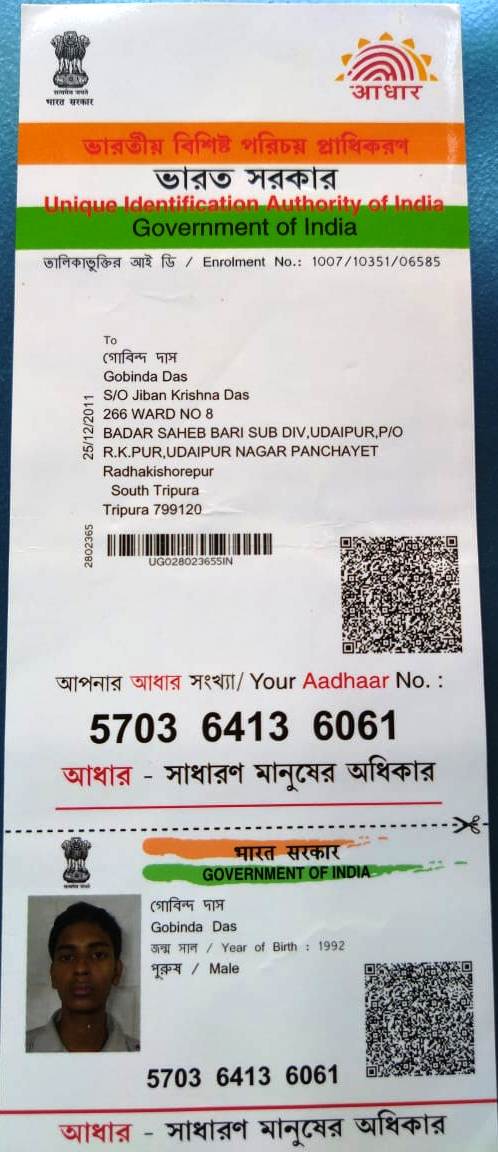 सत्यमेव जयते
भारत सरकार
आधार
ভারতীয় বিশিষ্ট পরিচয় প্রাধিকরণ
ভারত সরকার
Unique Identification Authority of India
Government of India
তালিকাভুক্তির আই ডি / Enrolment No.: 1007/10351/06585
To
গোবিন্দ দাস
Gobinda Das
S/O Jiban Krishna Das
266 WARD NO 8
BADAR SAHEB BARI SUB DIV,UDAIPUR,P/O
R.K.PUR,UDAIPUR NAGAR PANCHAYET
Radhakishorepur
South Tripura
Tripura 799120
25/12/2011
2802365
UG028023655IN
আপনার আধার সংখ্যা/ Your Aadhaar No. :
5703 6413 6061
আধার - সাধারণ মানুষের অধিকার
भारत सरकार
GOVERNMENT OF INDIA
গোবিন্দ দাস
Gobinda Das
জন্ম সাল / Year of Birth : 1992
পুরুষ / Male
5703 6413 6061
আধার - সাধারণ মানুষের অধিকার